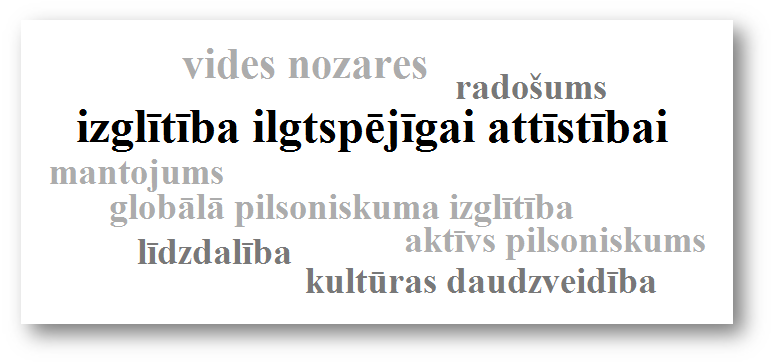 vides nozares
radošums
izglītība ilgtspējīgai attīstībai
mantojums
globālā pilsoniskuma izglītība
aktīvs pilsoniskums
līdzdalība
kultūras daudzveidība